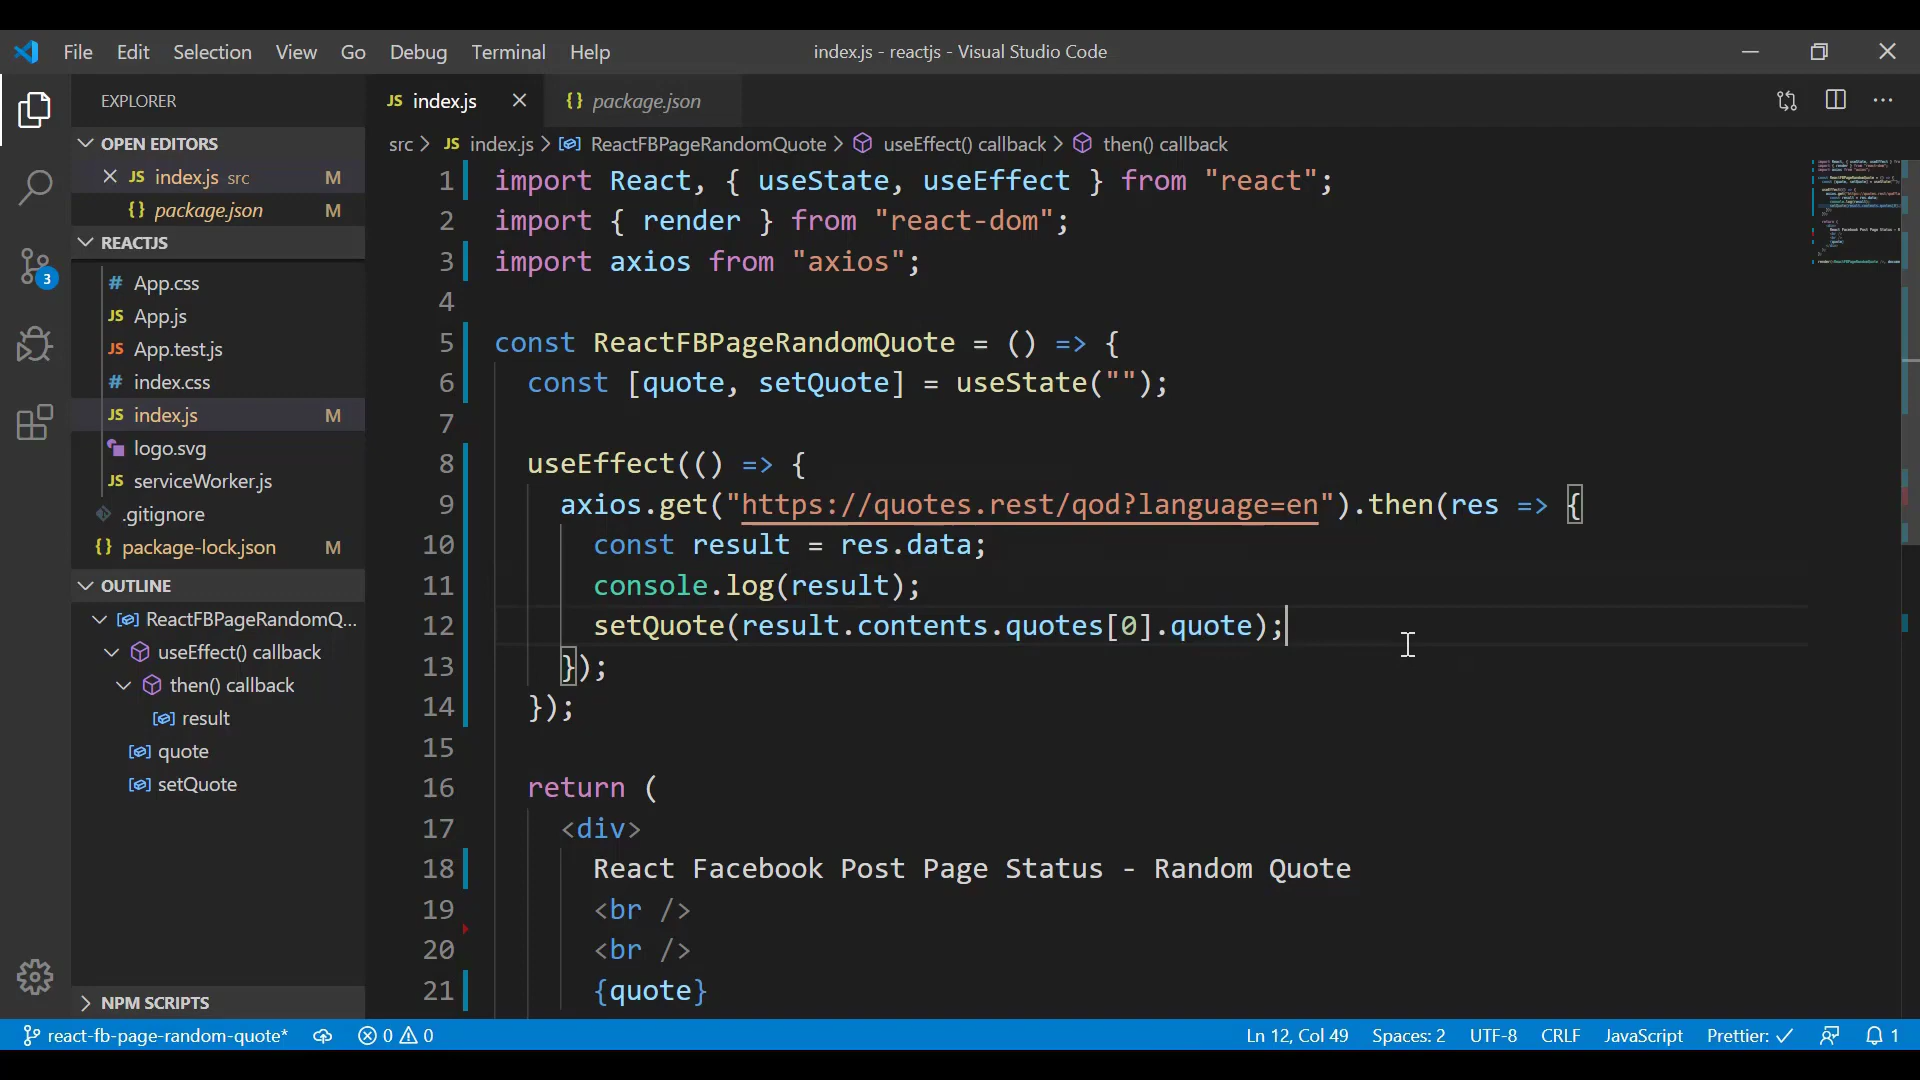 File Edit Selection View Go Debug Terminal Help
index.js - reactjs - Visual Studio Code
EXPLORER
OPEN EDITORS
JS index.js src M
{} package.json M
REACTJS
# App.css
JS App.js
JS App.test.js
# index.css
JS index.js M
logo.svg
JS serviceWorker.js
.gitignore
{} package-lock.json M
OUTLINE
ReactFBPageRandomQ...
useEffect() callback
then() callback
result
quote
setQuote
NPM SCRIPTS
3
JS index.js
{} package.json
src > JS index.js > ReactFBPageRandomQuote > useEffect() callback > then() callback
1 import React, { useState, useEffect } from "react";
2 import { render } from "react-dom";
3 import axios from "axios";
4
5 const ReactFBPageRandomQuote = () => {
6 const [quote, setQuote] = useState("");
7
8 useEffect(() => {
9 axios.get("https://quotes.rest/qod?language=en").then(res => {
10 const result = res.data;
11 console.log(result);
12 setQuote(result.contents.quotes[0].quote);
13 });
14 });
15
16 return (
17 <div>
18 React Facebook Post Page Status - Random Quote
19 <br />
20 <br />
21 {quote}
react-fb-page-random-quote* 0 0
Ln 12, Col 49 Spaces: 2 UTF-8 CRLF JavaScript Prettier: ✓ 1